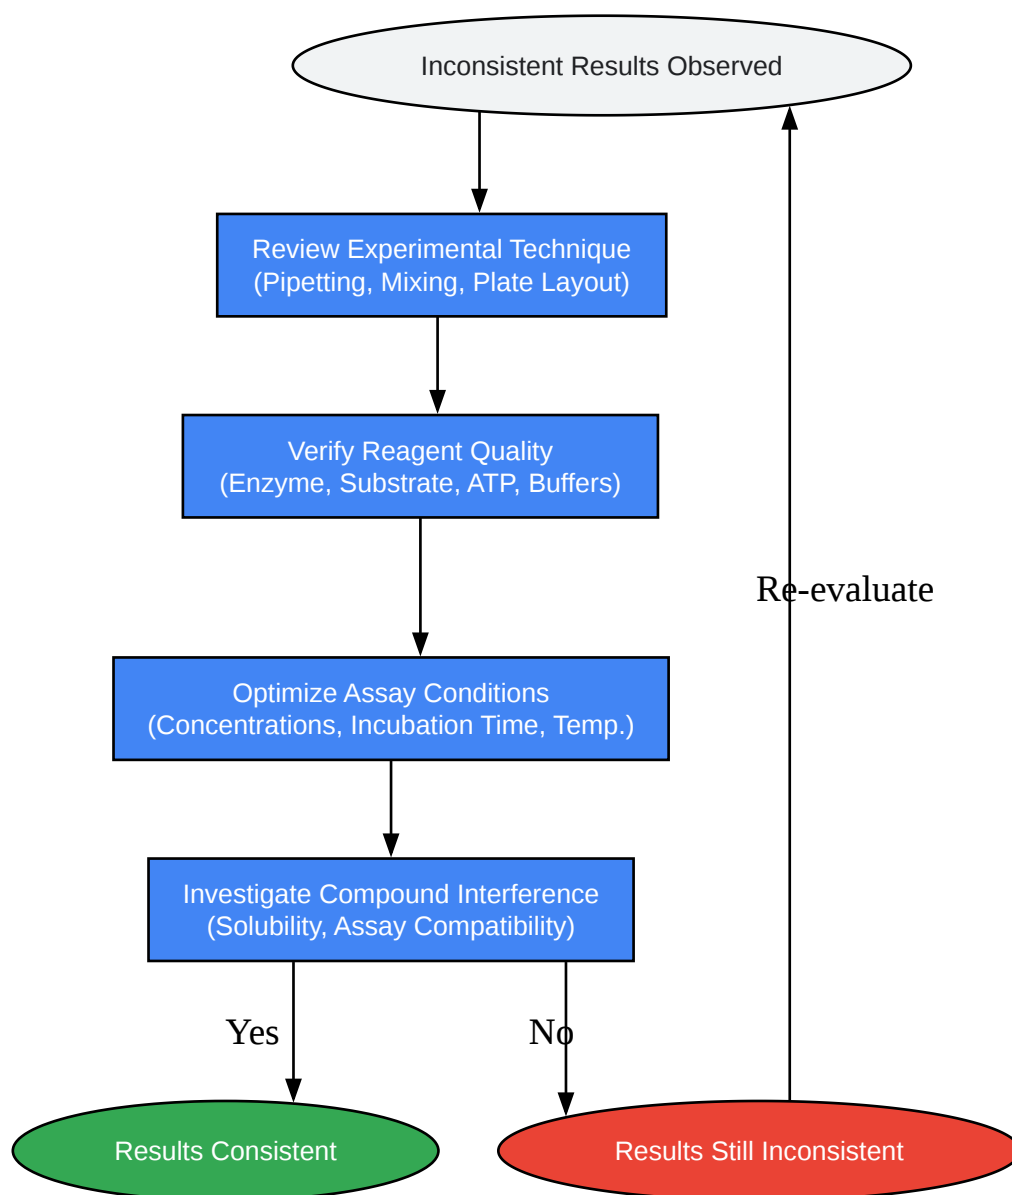 Inconsistent Results Observed
Review Experimental Technique
(Pipetting, Mixing, Plate Layout)
Verify Reagent Quality
(Enzyme, Substrate, ATP, Buffers)
Re-evaluate
Optimize Assay Conditions
(Concentrations, Incubation Time, Temp.)
Investigate Compound Interference
(Solubility, Assay Compatibility)
Yes
No
Results Consistent
Results Still Inconsistent